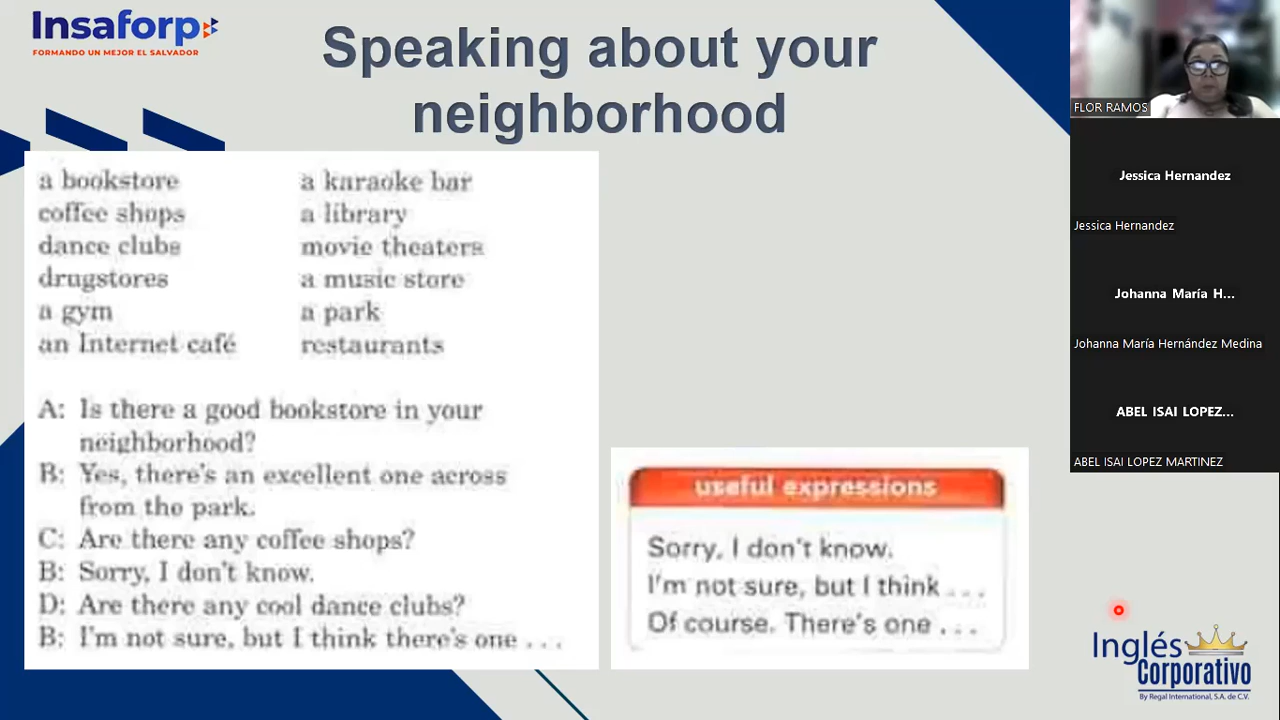 Insaforp
FORMANDO UN MEJOR EL SALVADOR
Speaking about your
neighborhood
a bookstore
coffee shops
dance clubs
drugstores
a gym
an Internet café
a karaoke bar
a library
movie theaters
a music store
a park
restaurants
A: Is there a good bookstore in your
neighborhood?
B: Yes, there's an excellent one across
from the park.
C: Are there any coffee shops?
B: Sorry, I don't know.
D: Are there any cool dance clubs?
B: I'm not sure, but I think there's one . . .
useful expressions
Sorry, I don't know.
I'm not sure, but I think . . .
Of course. There's one . . .
FLOR RAMOS
Jessica Hernandez
Jessica Hernandez
Johanna María H...
Johanna María Hernández Medina
ABEL ISAI LOPEZ...
ABEL ISAI LOPEZ MARTINEZ
Inglés
Corporativo
By Regal International, S.A. de C.V.